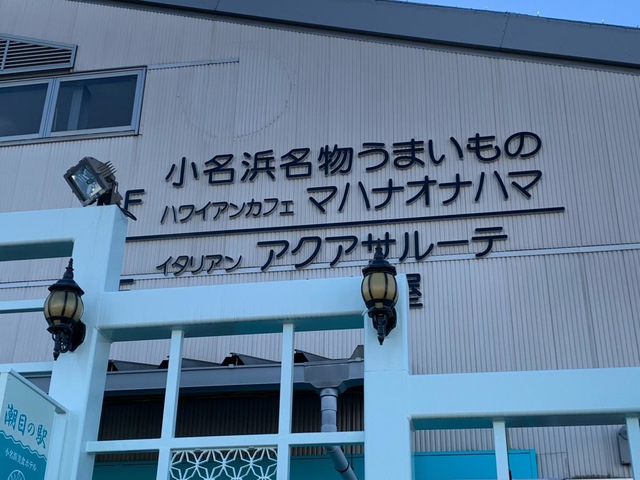 小名浜名物うまいもの
F ハワイアンカフェ マハナオナハマ
イタリアン アクアサルーテ
屋
潮目の駅